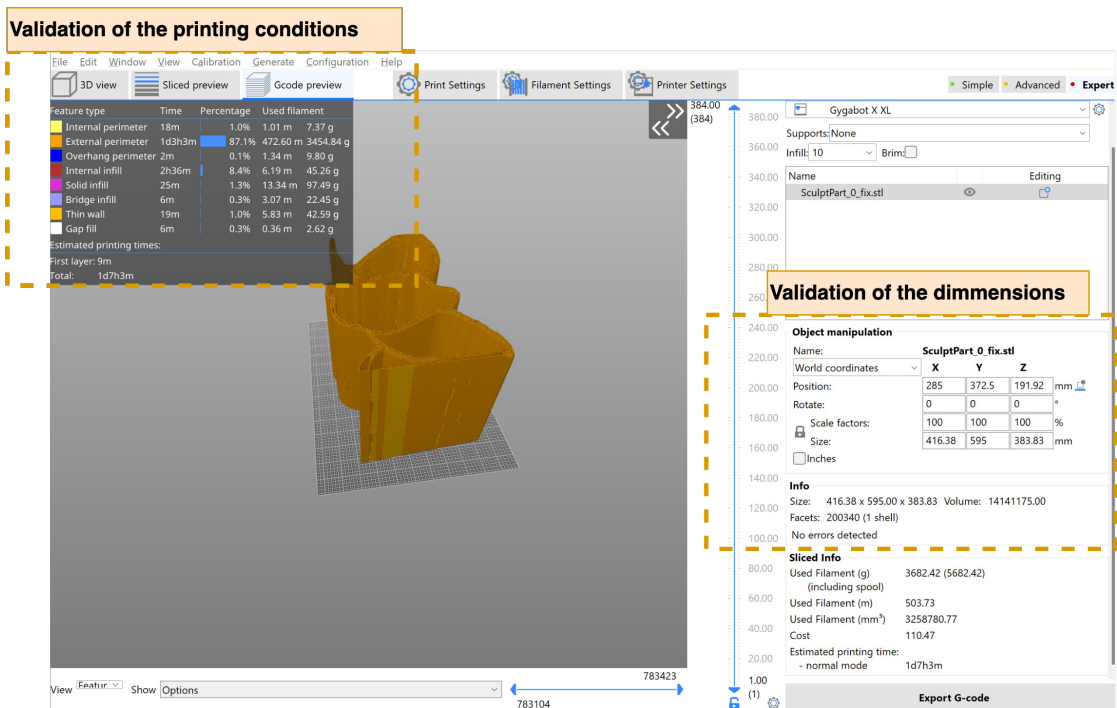 Validation of the printing conditions
File Edit Window View Calibration Generate Configuration Help
3D view Sliced preview Gcode preview Print Settings Filament Settings Printer Settings Simple Advanced Expert
Feature type Time Percentage Used filament
Internal perimeter 18m 1.0% 1.01 m 7.37 g
External perimeter 1d3h3m 87.1% 472.60 m 3454.84 g
Overhang perimeter 2m 0.1% 1.34 m 9.80 g
Internal infill 2h36m 8.4% 6.19 m 45.26 g
Solid infill 25m 1.3% 13.34 m 97.49 g
Bridge infill 6m 0.3% 3.07 m 22.45 g
Thin wall 19m 1.0% 5.83 m 42.59 g
Gap fill 6m 0.3% 0.36 m 2.62 g
Estimated printing times:
First layer: 9m
Total: 1d7h3m
384.00
(384)
380.00
360.00
340.00
320.00
300.00
280.00
260
240.00
220.00
200.00
180.00
160.00
140.00
120.00
100.00
80.00
60.00
40.00
20.00
1.00
(1)
Gygabot X XL
Supports: None
Infill: 10 Brim:
Name Editing
SculptPart_0_fix.stl
Validation of the dimmensions
Object manipulation
Name: SculptPart_0_fix.stl
World coordinates X Y Z
Position: 285 372.5 191.92 mm
Rotate: 0 0 0 °
Scale factors: 100 100 100 %
Size: 416.38 595 383.83 mm
Inches
Info
Size: 416.38 x 595.00 x 383.83 Volume: 14141175.00
Facets: 200340 (1 shell)
No errors detected
Sliced Info
Used Filament (g) 3682.42 (5682.42)
(including spool)
Used Filament (m) 503.73
Used Filament (mm³) 3258780.77
Cost 110.47
Estimated printing time:
- normal mode 1d7h3m
Export G-code
View Featur Show Options
783423
783104